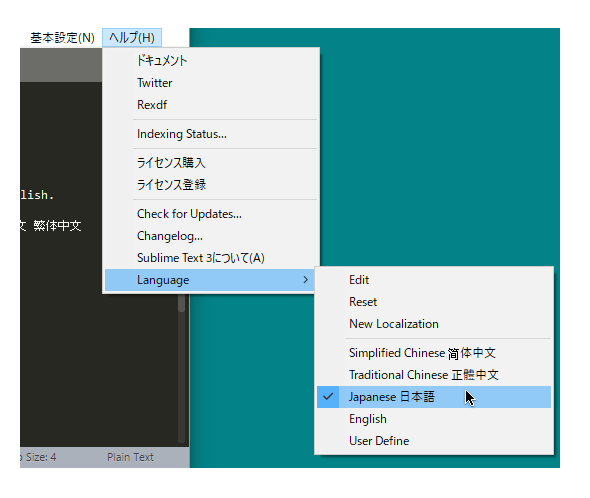 基本設定(N) ヘルプ(H)
ドキュメント
Twitter
Rexdf
Indexing Status...
ライセンス購入
ライセンス登録
lish.
Check for Updates...
文 繁体中文
Changelog...
Sublime Text 3について(A)
Language
Edit
Reset
New Localization
Simplified Chinese 简体中文
Traditional Chinese 正體中文
Japanese 日本語
English
User Define
Size: 4 Plain Text